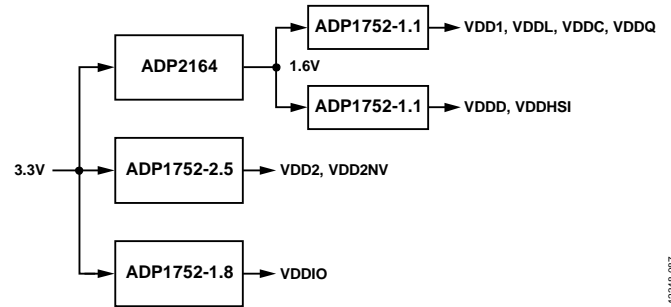 ADP1752-1.1
VDD1, VDDL, VDDC, VDDQ
ADP2164
1.6V
ADP1752-1.1
VDDD, VDDHSI
3.3V
ADP1752-2.5
VDD2, VDD2NV
ADP1752-1.8
VDDIO